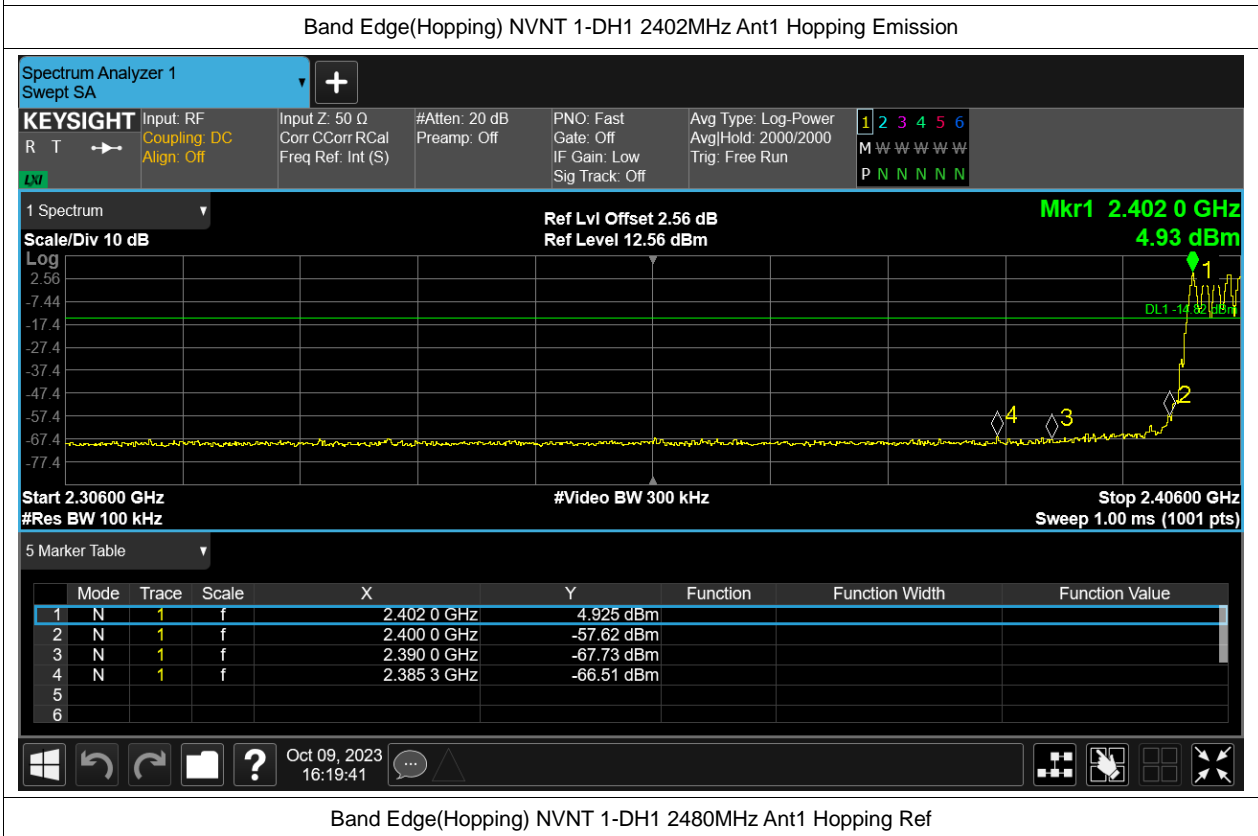 Band Edge(Hopping) NVNT 1-DH1 2402MHz Ant1 Hopping Emission
Spectrum Analyzer 1
Swept SA
KEYSIGHT
R T
LXI
Input: RF
Coupling: DC
Align: Off
Input Z: 50 Ω
Corr CCorr RCal
Freq Ref: Int (S)
#Atten: 20 dB
Preamp: Off
PNO: Fast
Gate: Off
IF Gain: Low
Sig Track: Off
Avg Type: Log-Power
Avg|Hold: 2000/2000
Trig: Free Run
1 2 3 4 5 6
M W W W W W
P N N N N N
1 Spectrum
Scale/Div 10 dB
Ref Lvl Offset 2.56 dB
Ref Level 12.56 dBm
Mkr1 2.402 0 GHz
4.93 dBm
Log
2.56
-7.44
-17.4
-27.4
-37.4
-47.4
-57.4
-67.4
-77.4
1
DL1 -14.82 dBm
2
4
3
Start 2.30600 GHz
#Res BW 100 kHz
#Video BW 300 kHz
Stop 2.40600 GHz
Sweep 1.00 ms (1001 pts)
5 Marker Table
Mode Trace Scale X Y Function Function Width Function Value
1 N 1 f 2.402 0 GHz 4.925 dBm
2 N 1 f 2.400 0 GHz -57.62 dBm
3 N 1 f 2.390 0 GHz -67.73 dBm
4 N 1 f 2.385 3 GHz -66.51 dBm
5
6
Oct 09, 2023
16:19:41
Band Edge(Hopping) NVNT 1-DH1 2480MHz Ant1 Hopping Ref